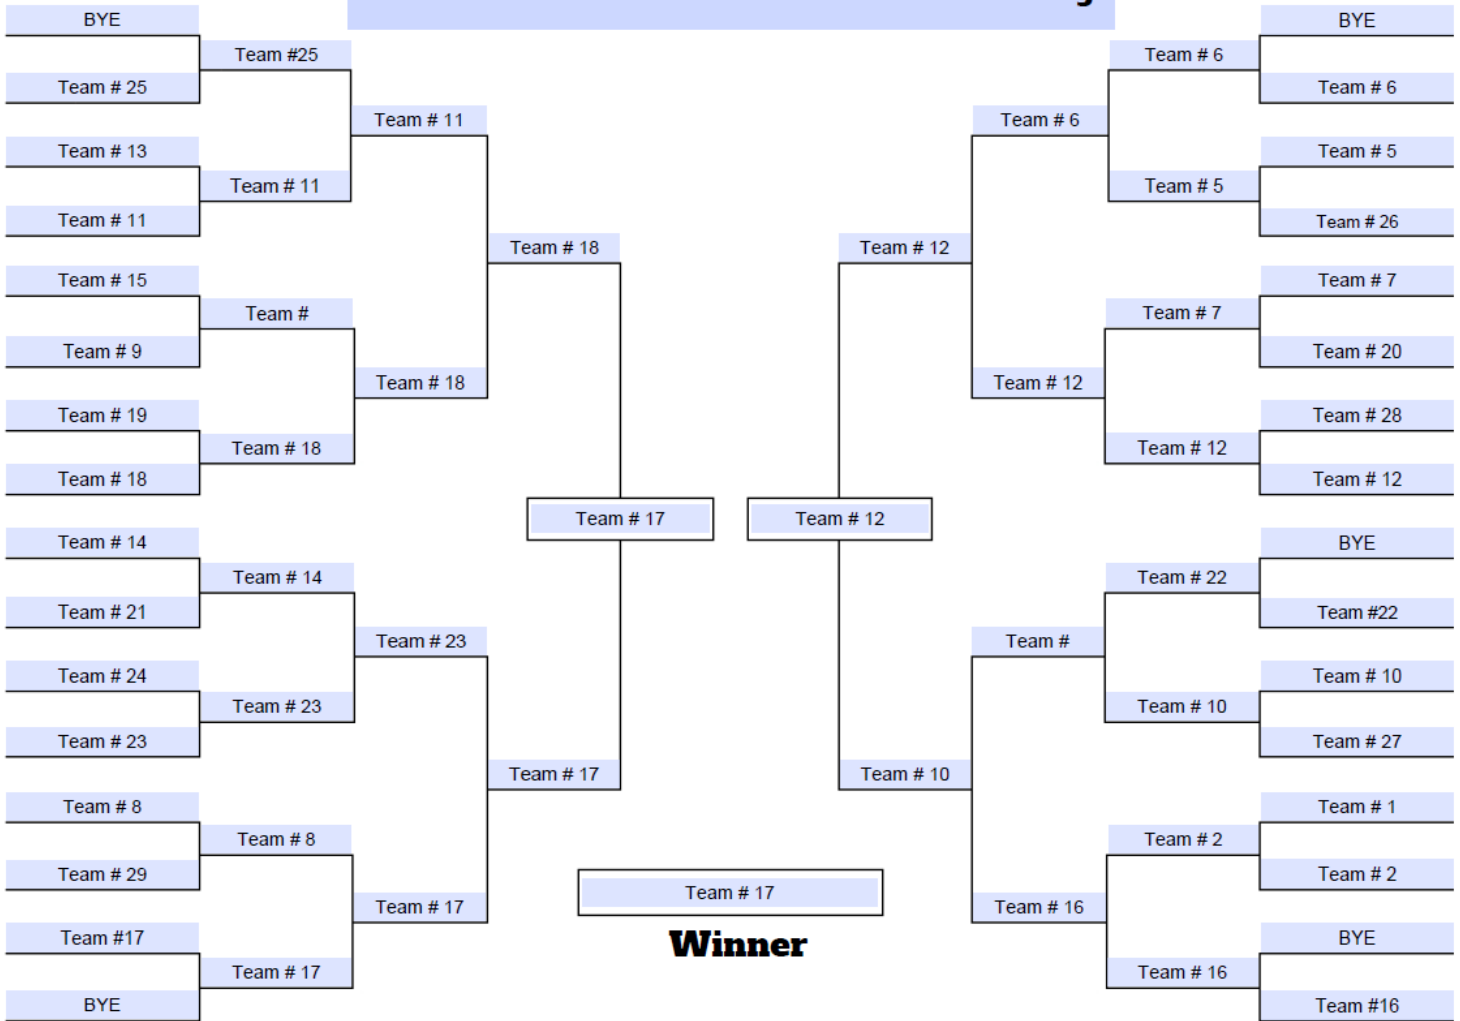 BYE
Team # 25
Team # 13
Team # 11
Team # 15
Team # 9
Team # 19
Team # 18
Team # 14
Team # 21
Team # 24
Team # 23
Team # 8
Team # 29
Team #17
BYE
Team #25
Team # 11
Team #
Team # 18
Team # 14
Team # 23
Team # 8
Team # 17
Team # 11
Team # 18
Team # 23
Team # 17
Team # 18
Team # 17
Team # 17
Team # 17
Winner
Team # 12
Team # 12
Team # 10
Team # 6
Team # 12
Team #
Team # 16
Team # 6
Team # 5
Team # 7
Team # 12
Team # 22
Team # 10
Team # 2
Team # 16
BYE
Team # 6
Team # 5
Team # 26
Team # 7
Team # 20
Team # 28
Team # 12
BYE
Team #22
Team # 10
Team # 27
Team # 1
Team # 2
BYE
Team #16